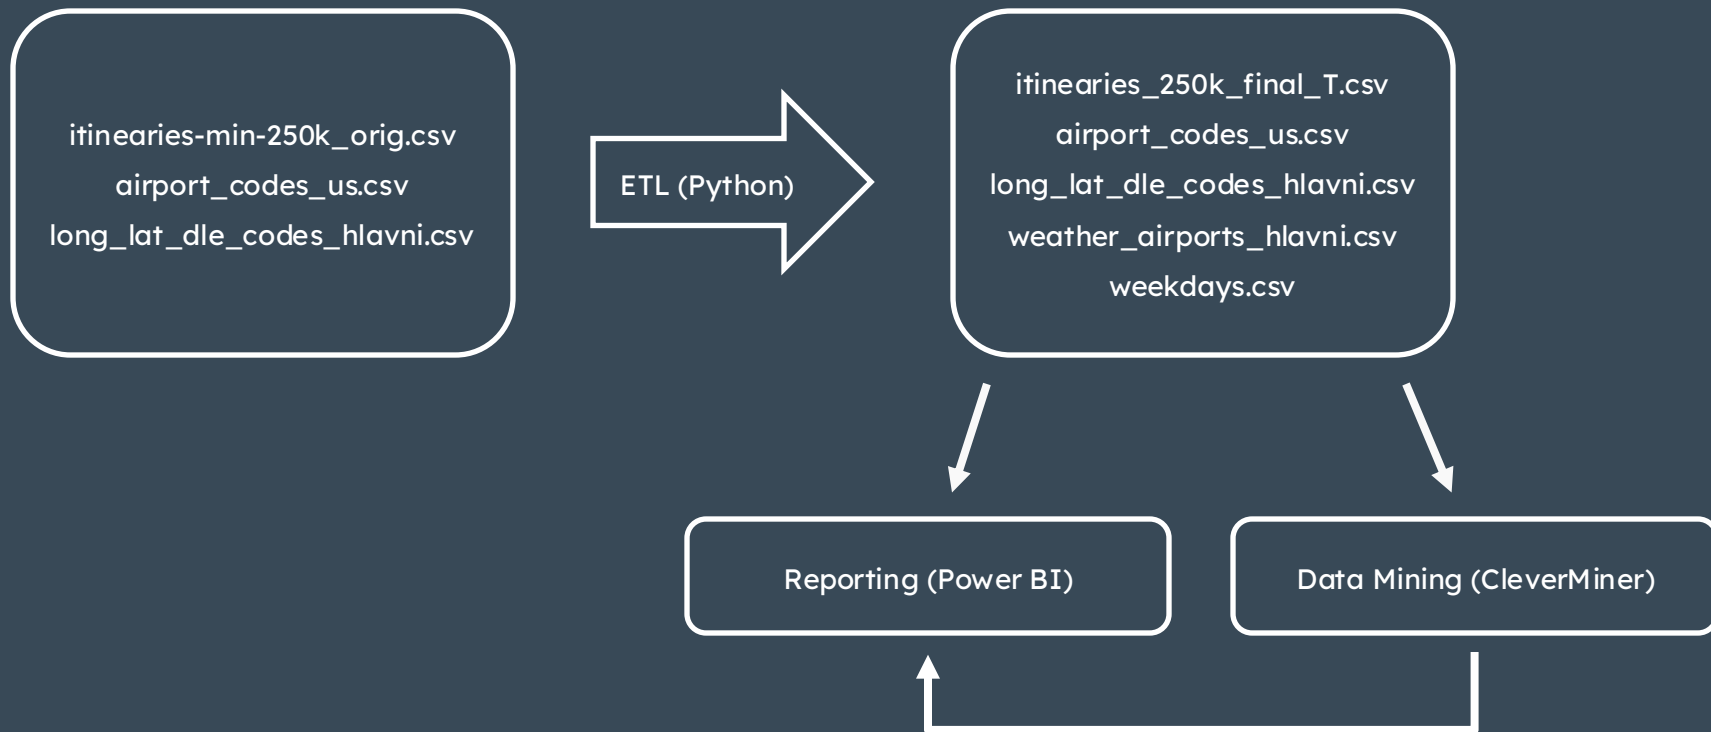 itinearies-min-250k_orig.csv
airport_codes_us.csv
long_lat_dle_codes_hlavni.csv
ETL (Python)
itinearies_250k_final_T.csv
airport_codes_us.csv
long_lat_dle_codes_hlavni.csv
weather_airports_hlavni.csv
weekdays.csv
Reporting (Power BI)
Data Mining (CleverMiner)